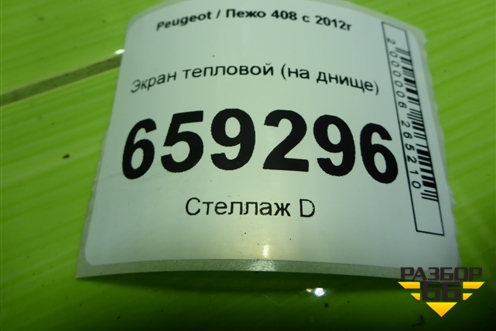 Peugeot / Пежо 408 с 2012г
Экран тепловой (на днище)
659296
Стеллаж D
2000006265210
РАЗБОР
66